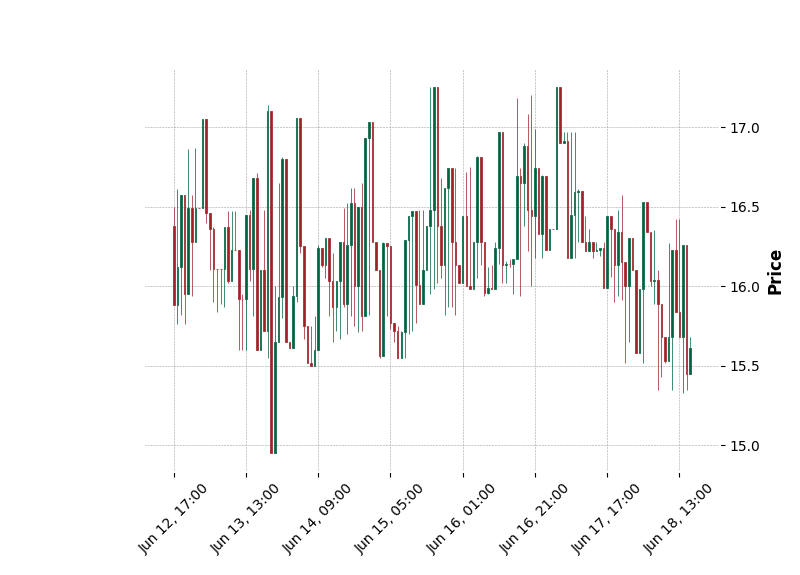 17.0
16.5
16.0
15.5
15.0
Price
Jun 12, 17:00
Jun 13, 13:00
Jun 14, 09:00
Jun 15, 05:00
Jun 16, 01:00
Jun 16, 21:00
Jun 17, 17:00
Jun 18, 13:00